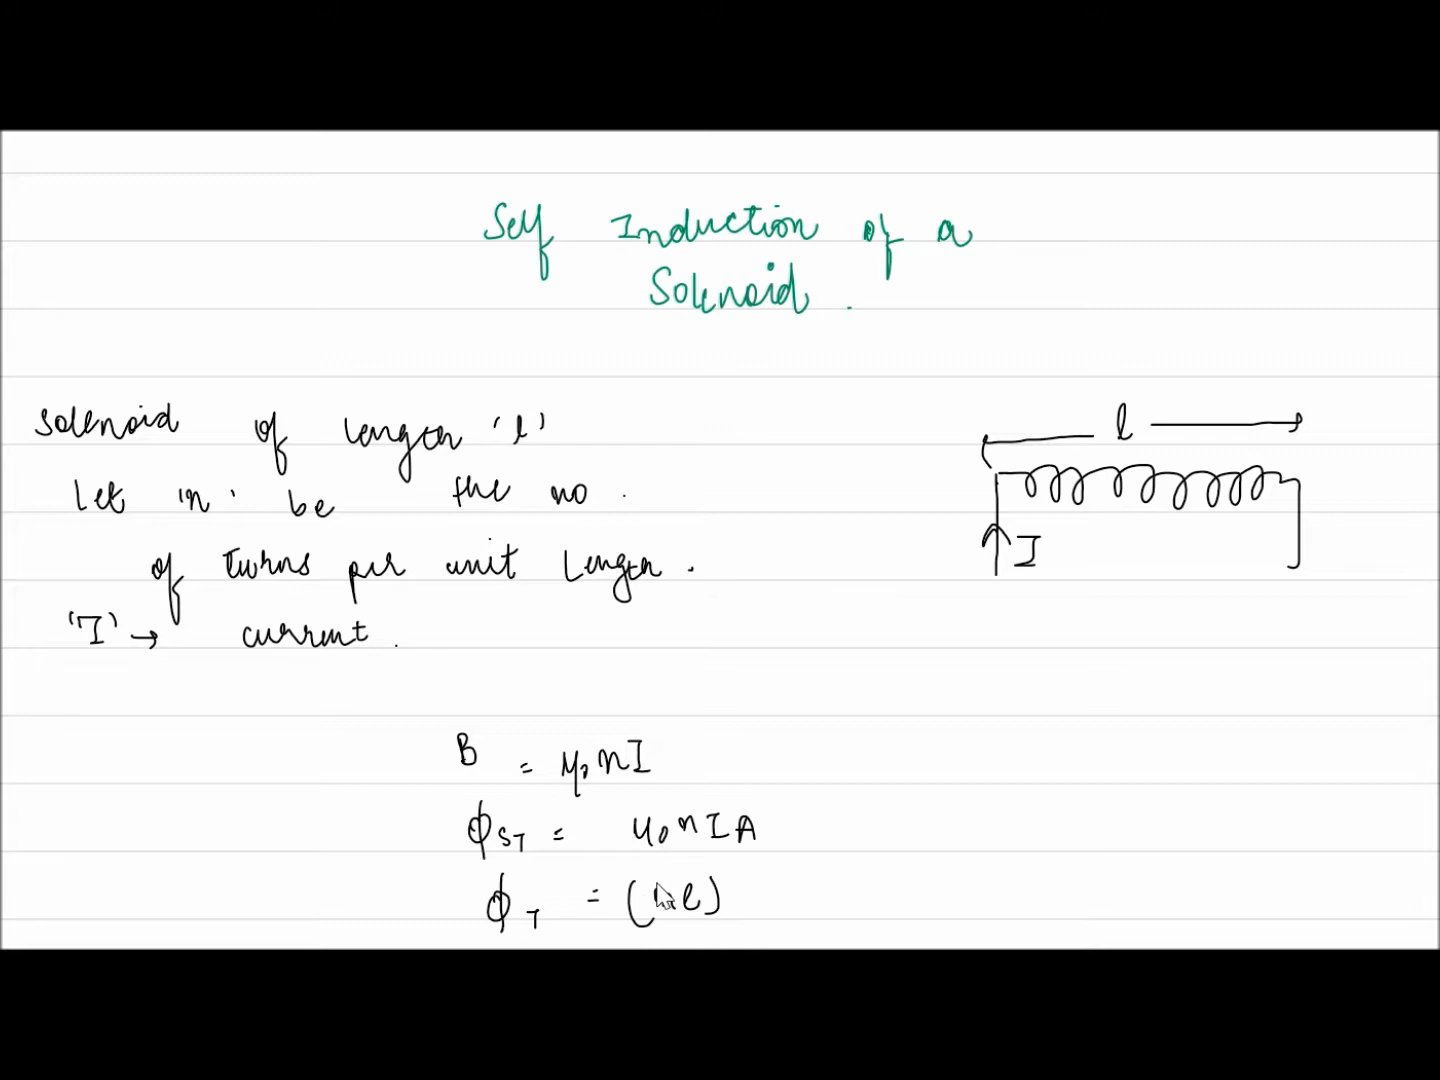 Self Induction of a
Solenoid.
Solenoid of length 'l'
Let 'n' be the no.
of turns per unit length.
'I' → current.
l
I
B = μ₀nI
ϕST = μ₀nIA
ϕT = (nl)